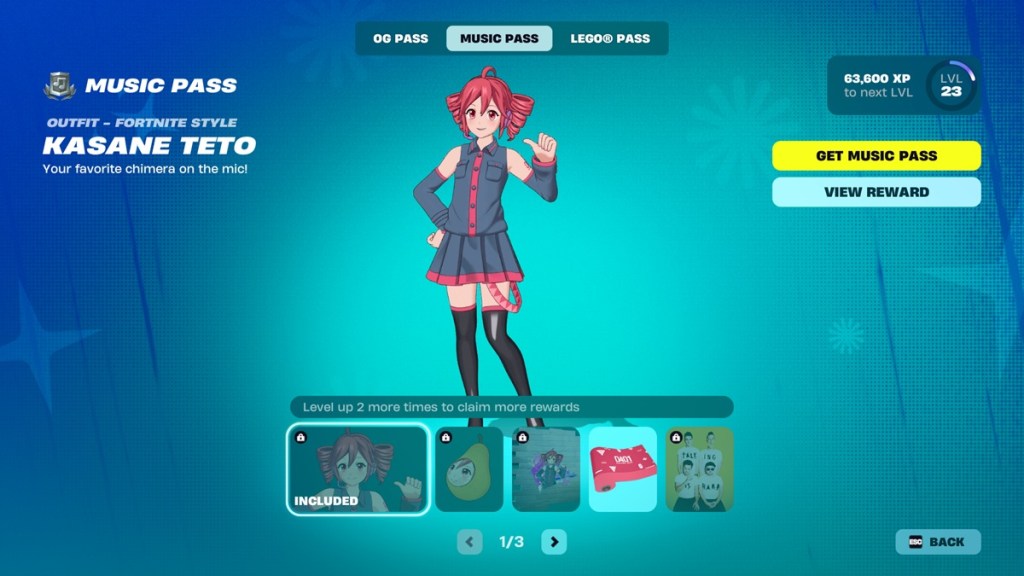 OG PASS
MUSIC PASS
LEGO® PASS
MUSIC PASS
OUTFIT - FORTNITE STYLE
KASANE TETO
Your favorite chimera on the mic!
63,600 XP
to next LVL
LVL
23
GET MUSIC PASS
VIEW REWARD
Level up 2 more times to claim more rewards
INCLUDED
TALK
ING
1/3
ESC
BACK